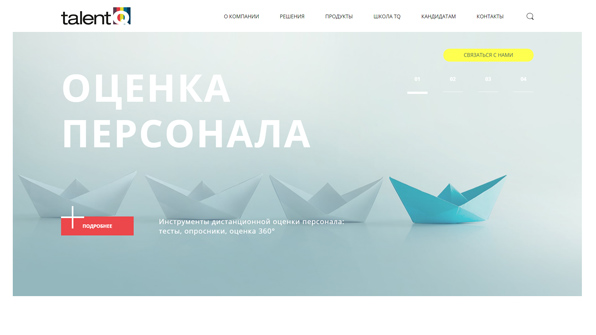 talentQ
О КОМПАНИИ
РЕШЕНИЯ
ПРОДУКТЫ
ШКОЛА TQ
КАНДИДАТАМ
КОНТАКТЫ
СВЯЗАТЬСЯ С НАМИ
01
02
03
04
ОЦЕНКА
ПЕРСОНАЛА
ПОДРОБНЕЕ
Инструменты дистанционной оценки персонала:
тесты, опросники, оценка 360°